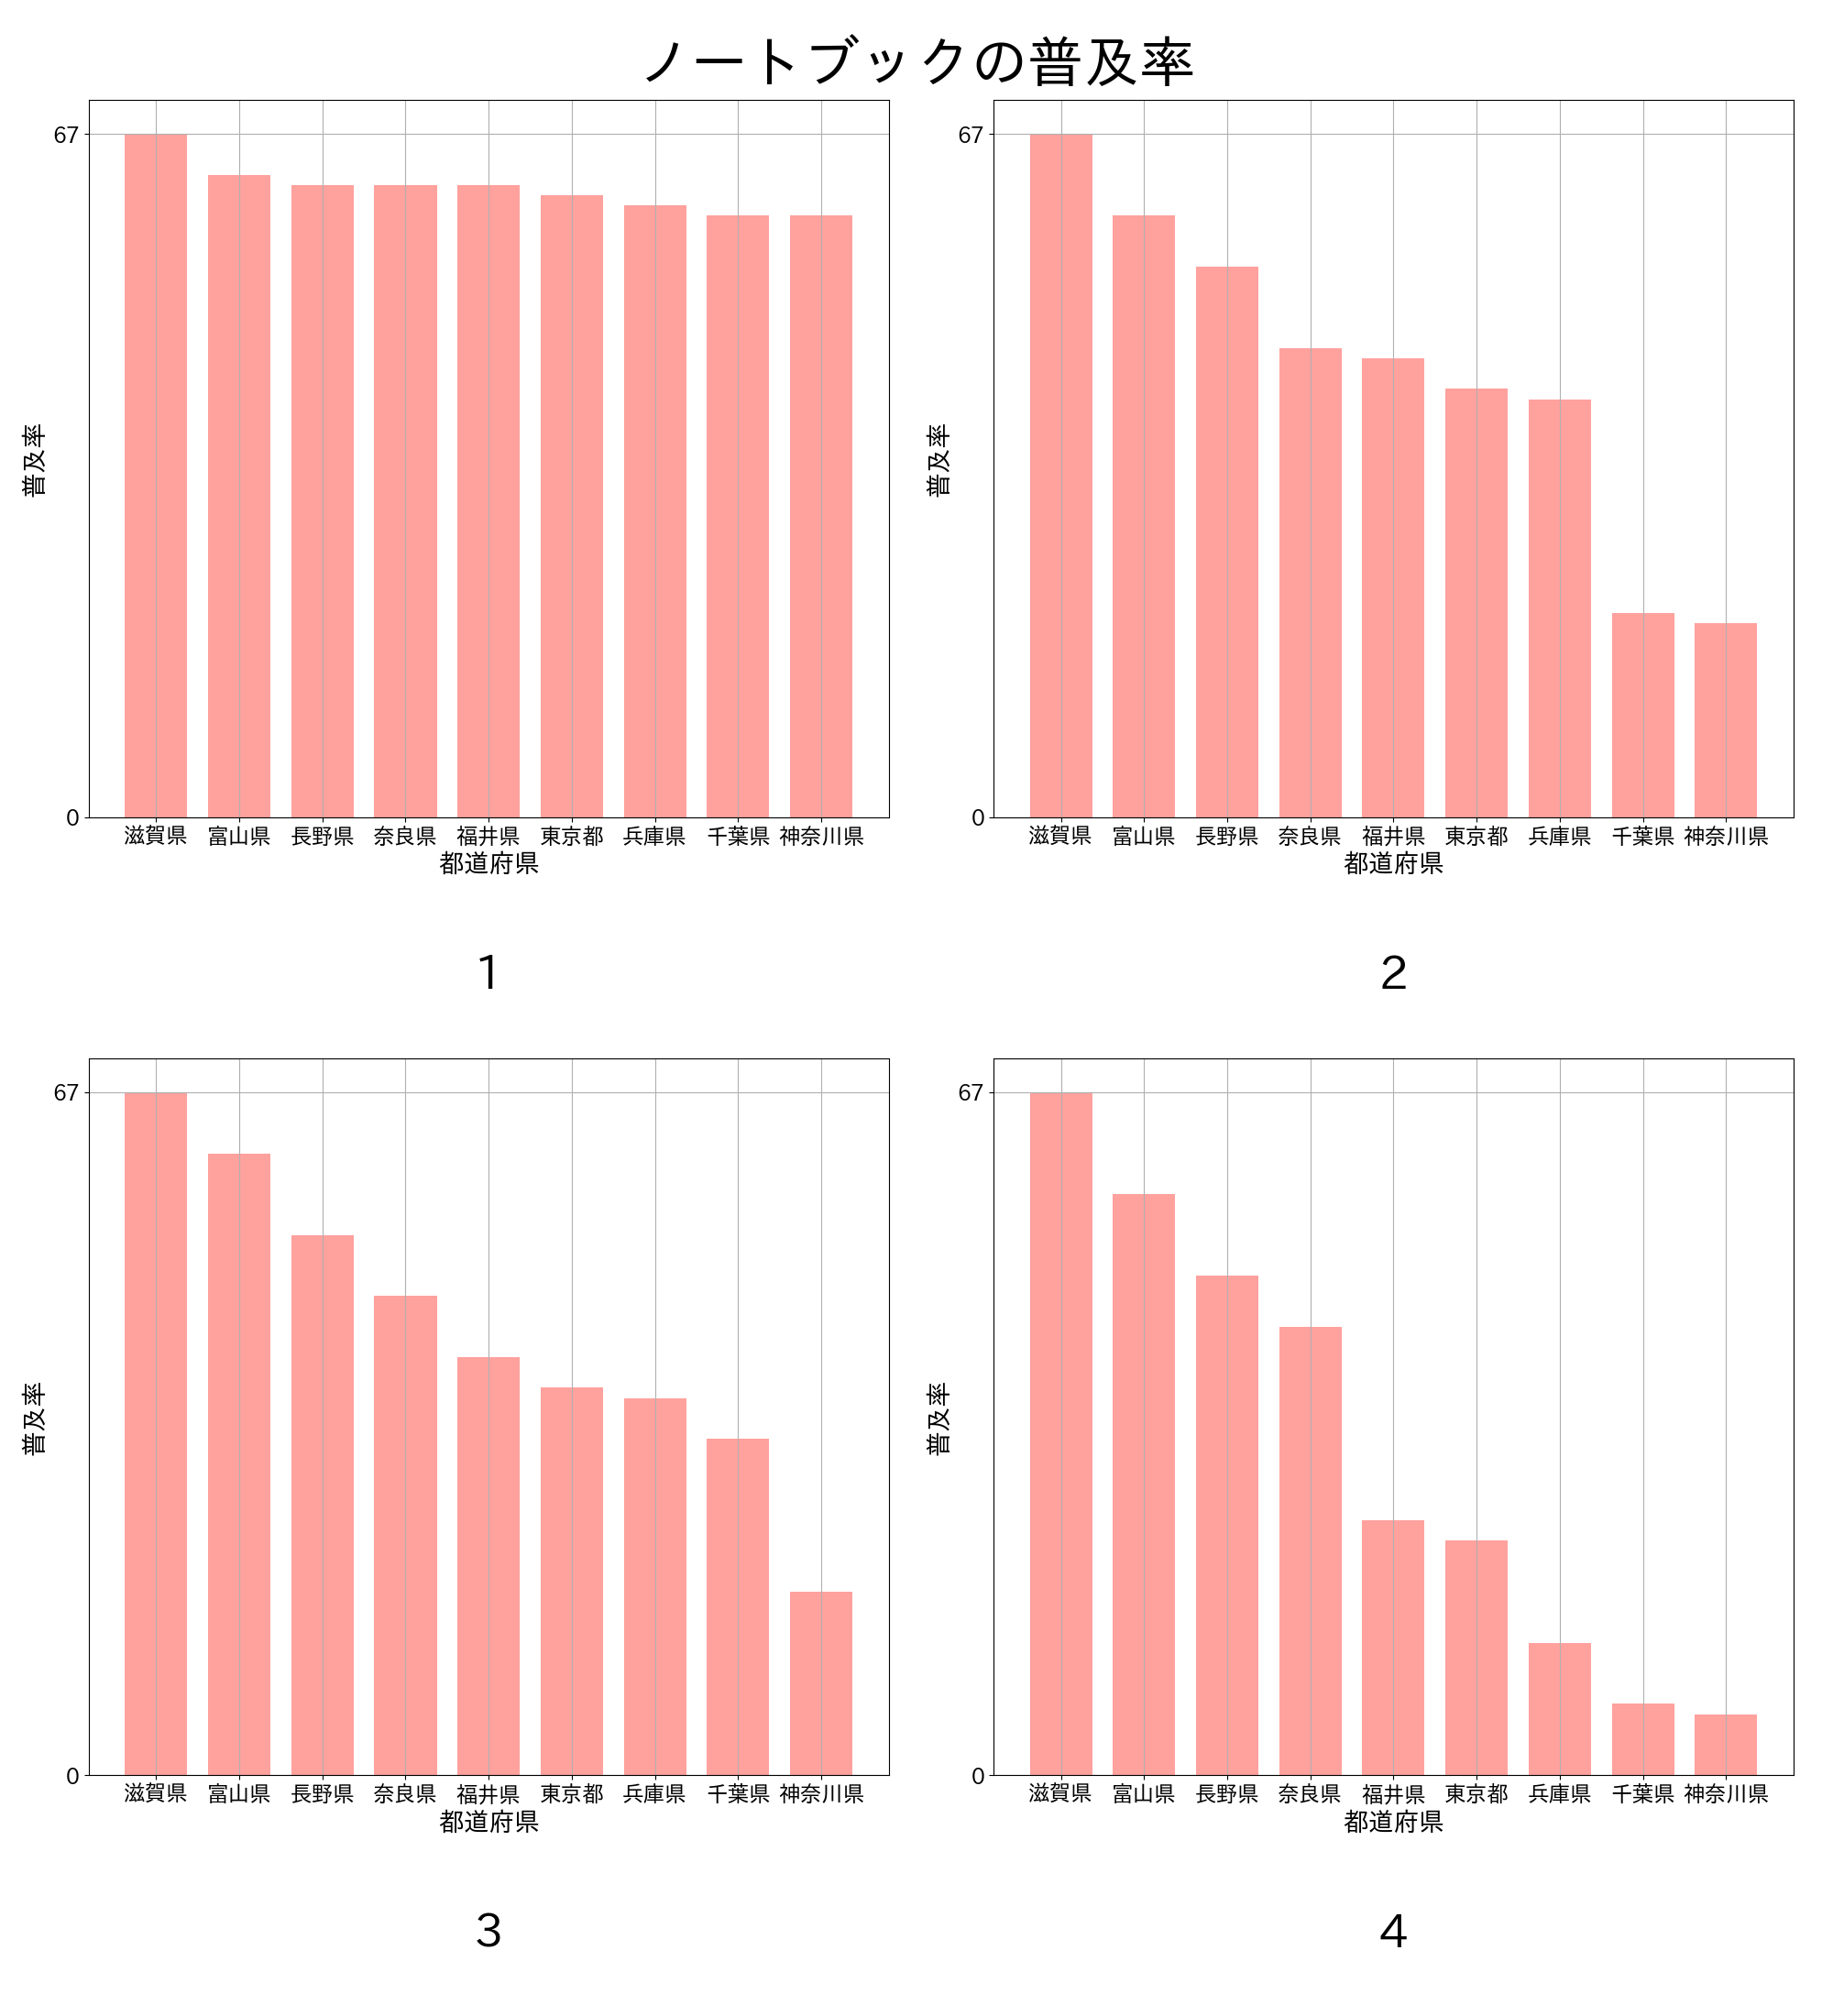 ノートブックの普及率
67
0
普及率
滋賀県 富山県 長野県 奈良県 福井県 東京都 兵庫県 千葉県 神奈川県
都道府県
1
67
0
普及率
滋賀県 富山県 長野県 奈良県 福井県 東京都 兵庫県 千葉県 神奈川県
都道府県
2
67
0
普及率
滋賀県 富山県 長野県 奈良県 福井県 東京都 兵庫県 千葉県 神奈川県
都道府県
3
67
0
普及率
滋賀県 富山県 長野県 奈良県 福井県 東京都 兵庫県 千葉県 神奈川県
都道府県
4